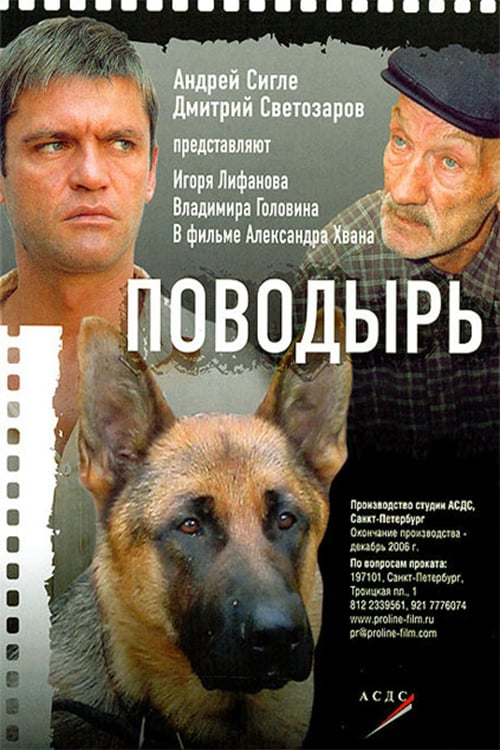 Андрей Сигле
Дмитрий Светозаров
представляют
Игоря Лифанова
Владимира Головина
В фильме Александра Хвана
ПОВОДЫРЬ
Производство студии АСДС,
Санкт-Петербург
Окончание производства -
декабрь 2006 г.
По вопросам проката:
197101, Санкт-Петербург,
Троицкая пл., 1
812 2339561, 921 7776074
www.proline-film.ru
pr@proline-film.com
АСДС